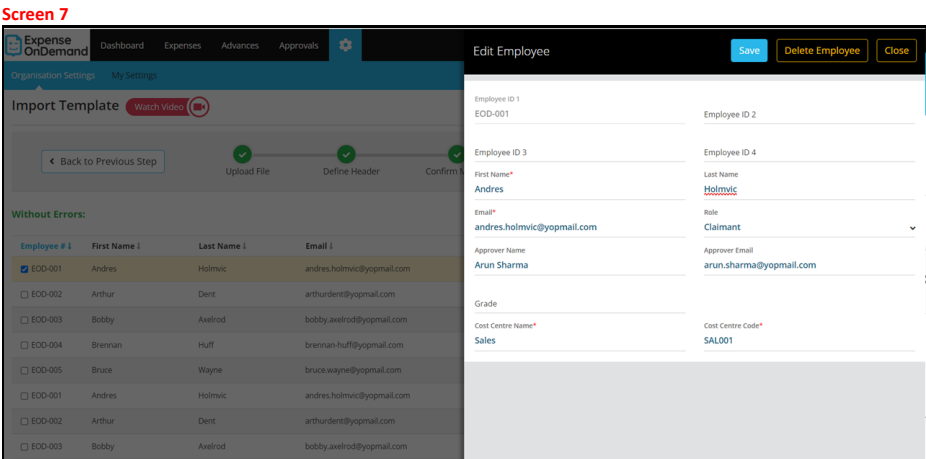 Screen 7
Expense OnDemand
Dashboard Expenses Advances Approvals
Organisation Settings My Settings
Import Template Watch Video
Back to Previous Step
Upload File Define Header Confirm M
Without Errors:
Employee # First Name Last Name Email
EOD-001 Andres Holmvic andres.holmvic@yopmail.com
EOD-002 Arthur Dent arthurdent@yopmail.com
EOD-003 Bobby Axelrod bobby.axelrod@yopmail.com
EOD-004 Brennan Huff brennan-huff@yopmail.com
EOD-005 Bruce Wayne bruce.wayne@yopmail.com
EOD-001 Andres Holmvic andres.holmvic@yopmail.com
EOD-002 Arthur Dent arthurdent@yopmail.com
EOD-003 Bobby Axelrod bobby.axelrod@yopmail.com
Edit Employee Save Delete Employee Close
Employee ID 1
EOD-001 Employee ID 2
Employee ID 3 Employee ID 4
First Name* Last Name
Andres Holmvic
Email* Role
andres.holmvic@yopmail.com Claimant
Approver Name Approver Email
Arun Sharma arun.sharma@yopmail.com
Grade
Cost Centre Name* Cost Centre Code*
Sales SAL001